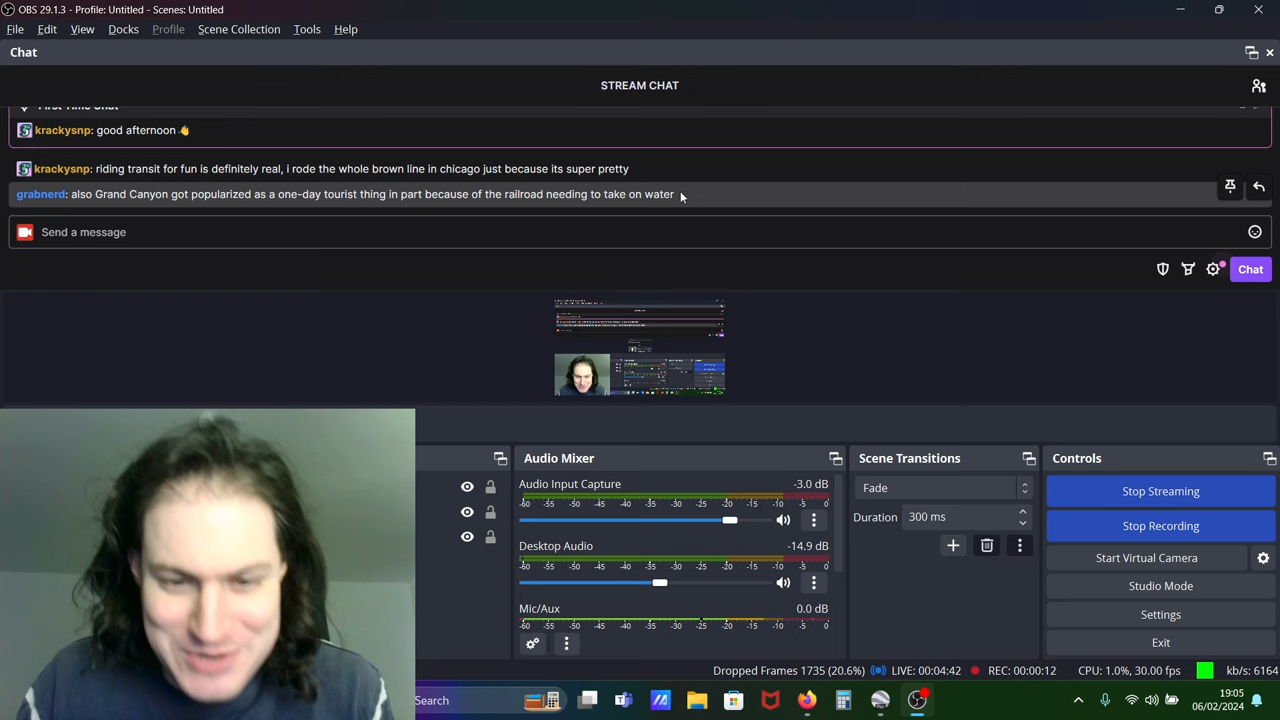 OBS 29.1.3 - Profile: Untitled - Scenes: Untitled
File Edit View Docks Profile Scene Collection Tools Help
Chat
STREAM CHAT
First Time Chat
krackysnp: good afternoon 👋
krackysnp: riding transit for fun is definitely real, i rode the whole brown line in chicago just because its super pretty
grabnerd: also Grand Canyon got popularized as a one-day tourist thing in part because of the railroad needing to take on water
Send a message
Chat
Audio Mixer
Audio Input Capture -3.0 dB
-60 -55 -50 -45 -40 -35 -30 -25 -20 -15 -10 -5 0
Desktop Audio -14.9 dB
-60 -55 -50 -45 -40 -35 -30 -25 -20 -15 -10 -5 0
Mic/Aux 0.0 dB
-60 -55 -50 -45 -40 -35 -30 -25 -20 -15 -10 -5 0
Scene Transitions
Fade
Duration 300 ms
Controls
Stop Streaming
Stop Recording
Start Virtual Camera
Studio Mode
Settings
Exit
Dropped Frames 1735 (20.6%) LIVE: 00:04:42 REC: 00:00:12 CPU: 1.0%, 30.00 fps kb/s: 6164
Search
19:05
06/02/2024